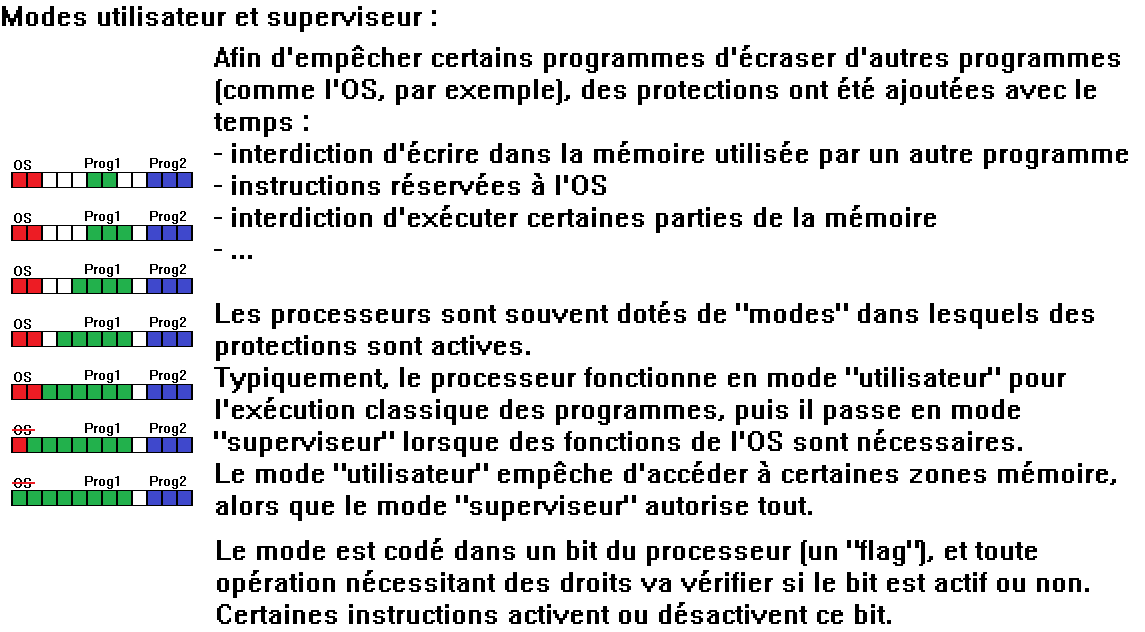 Modes utilisateur et superviseur :
Afin d'empêcher certains programmes d'écraser d'autres programmes
(comme l'OS, par exemple), des protections ont été ajoutées avec le
temps :
- interdiction d'écrire dans la mémoire utilisée par un autre programme
- instructions réservées à l'OS
- interdiction d'exécuter certaines parties de la mémoire
- ...
Les processeurs sont souvent dotés de "modes" dans lesquels des
protections sont actives.
Typiquement, le processeur fonctionne en mode "utilisateur" pour
l'exécution classique des programmes, puis il passe en mode
"superviseur" lorsque des fonctions de l'OS sont nécessaires.
Le mode "utilisateur" empêche d'accéder à certaines zones mémoire,
alors que le mode "superviseur" autorise tout.
Le mode est codé dans un bit du processeur (un "flag"), et toute
opération nécessitant des droits va vérifier si le bit est actif ou non.
Certaines instructions activent ou désactivent ce bit.
OS Prog1 Prog2
OS Prog1 Prog2
OS Prog1 Prog2
OS Prog1 Prog2
OS Prog1 Prog2
OS Prog1 Prog2
OS Prog1 Prog2